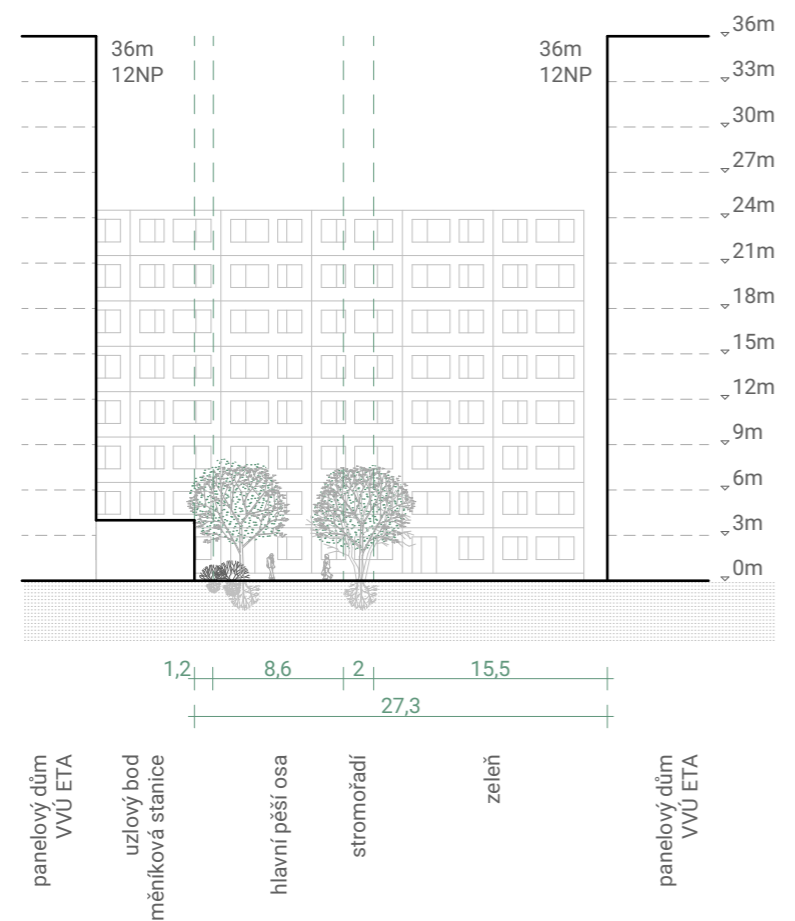 36m
12NP
36m
12NP
36m
33m
30m
27m
24m
21m
18m
15m
12m
9m
6m
3m
0m
1,2
8,6
2
15,5
27,3
panelový dům
VVÚ ETA
uzlový bod
měníková stanice
hlavní pěší osa
stromořadí
zeleň
panelový dům
VVÚ ETA